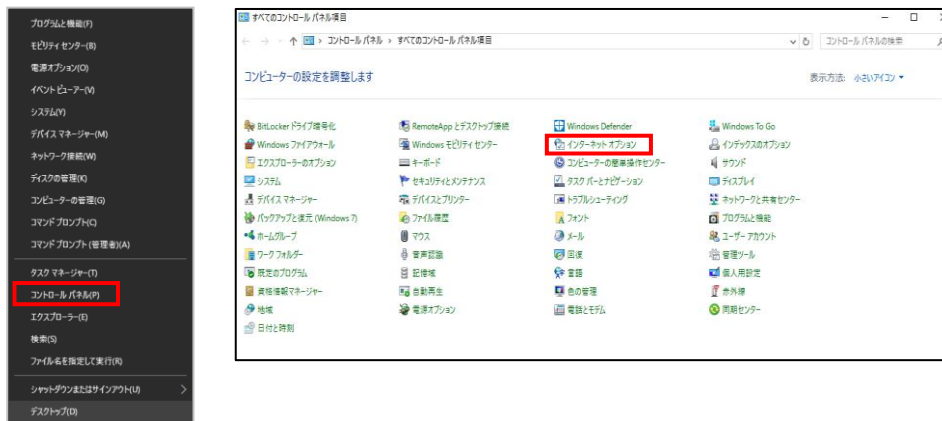 プログラムと機能(F)
モビリティ センター(B)
電源オプション(O)
イベント ビューアー(V)
システム(Y)
デバイス マネージャー(M)
ネットワーク接続(W)
ディスクの管理(K)
コンピューターの管理(G)
コマンド プロンプト(C)
コマンド プロンプト (管理者)(A)
タスク マネージャー(T)
コントロール パネル(P)
エクスプローラー(E)
検索(S)
ファイル名を指定して実行(R)
シャットダウンまたはサインアウト(U)
デスクトップ(D)
すべてのコントロール パネル項目
コントロール パネル › すべてのコントロール パネル項目
コントロール パネルの検索
コンピューターの設定を調整します
表示方法: 小さいアイコン
BitLocker ドライブ暗号化
RemoteApp とデスクトップ接続
Windows Defender
Windows To Go
Windows ファイアウォール
Windows モビリティ センター
インターネット オプション
インデックスのオプション
エクスプローラーのオプション
キーボード
コンピューターの簡単操作センター
サウンド
システム
セキュリティとメンテナンス
タスク バーとナビゲーション
ディスプレイ
デバイス マネージャー
デバイスとプリンター
トラブルシューティング
ネットワークと共有センター
バックアップと復元 (Windows 7)
ファイル履歴
フォント
プログラムと機能
ホームグループ
マウス
メール
ユーザー アカウント
ワーク フォルダー
音声認識
回復
管理ツール
既定のプログラム
記憶域
言語
個人用設定
資格情報マネージャー
自動再生
色の管理
赤外線
地域
電源オプション
電話とモデム
同期センター
日付と時刻